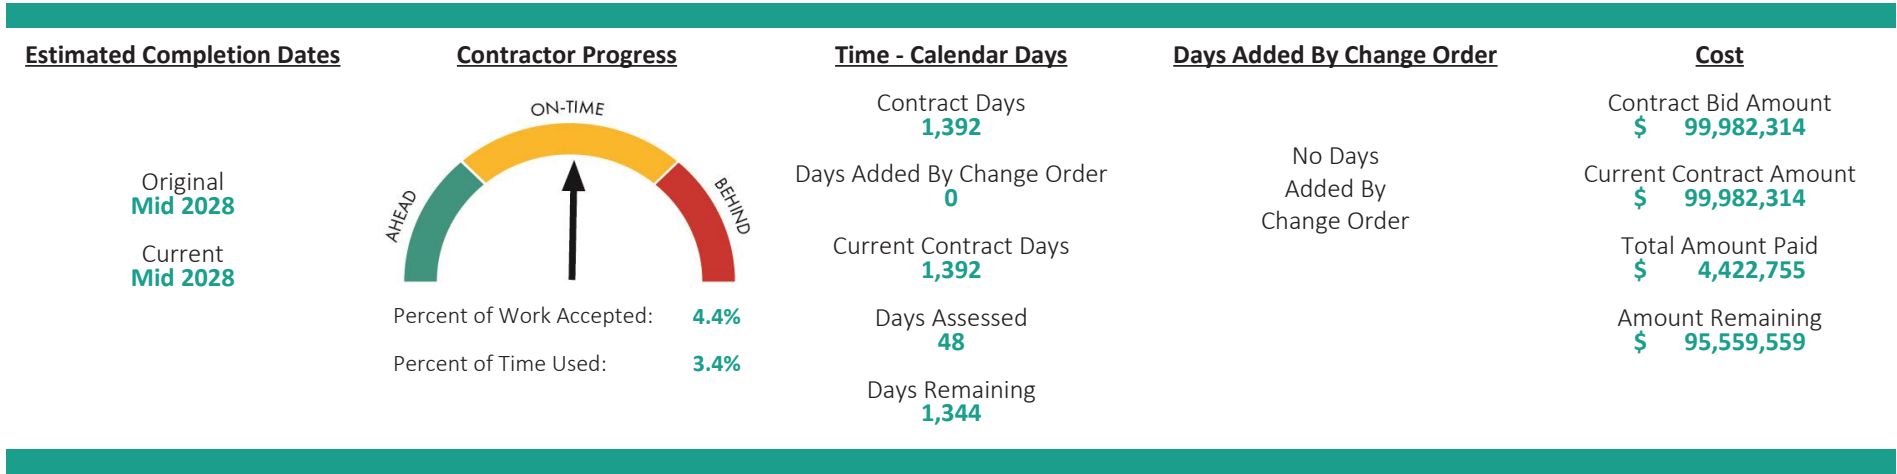 Estimated Completion Dates
Original
Mid 2028
Current
Mid 2028
Contractor Progress
ON-TIME
AHEAD
BEHIND
Percent of Work Accepted: 4.4%
Percent of Time Used: 3.4%
Time - Calendar Days
Contract Days
1,392
Days Added By Change Order
0
Current Contract Days
1,392
Days Assessed
48
Days Remaining
1,344
Days Added By Change Order
No Days
Added By
Change Order
Cost
Contract Bid Amount
$ 99,982,314
Current Contract Amount
$ 99,982,314
Total Amount Paid
$ 4,422,755
Amount Remaining
$ 95,559,559